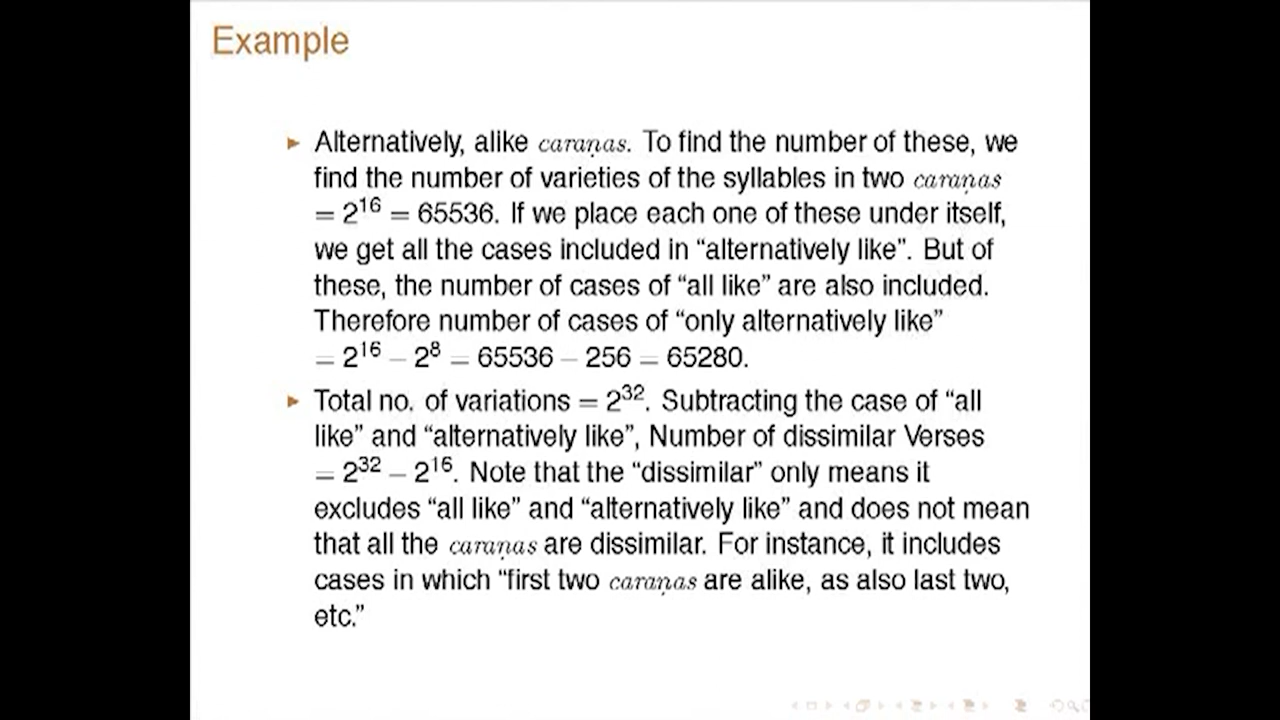 Example
▸ Alternatively, alike caraṇas. To find the number of these, we
find the number of varieties of the syllables in two caraṇas
= 2¹⁶ = 65536. If we place each one of these under itself,
we get all the cases included in “alternatively like”. But of
these, the number of cases of “all like” are also included.
Therefore number of cases of “only alternatively like”
= 2¹⁶ − 2⁸ = 65536 − 256 = 65280.
▸ Total no. of variations = 2³². Subtracting the case of “all
like” and “alternatively like”, Number of dissimilar Verses
= 2³² − 2¹⁶. Note that the “dissimilar” only means it
excludes “all like” and “alternatively like” and does not mean
that all the caraṇas are dissimilar. For instance, it includes
cases in which “first two caraṇas are alike, as also last two,
etc.”